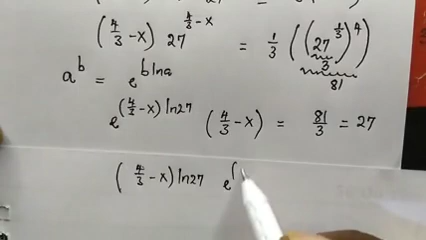 (4/3 - x) 27^(4/3 - x) = 1/3 ((27^(1/3))^4)
3
81
a^b = e^(b ln a)
e^((4/3 - x) ln 27) (4/3 - x) = 81/3 = 27
(4/3 - x) ln 27 e^(